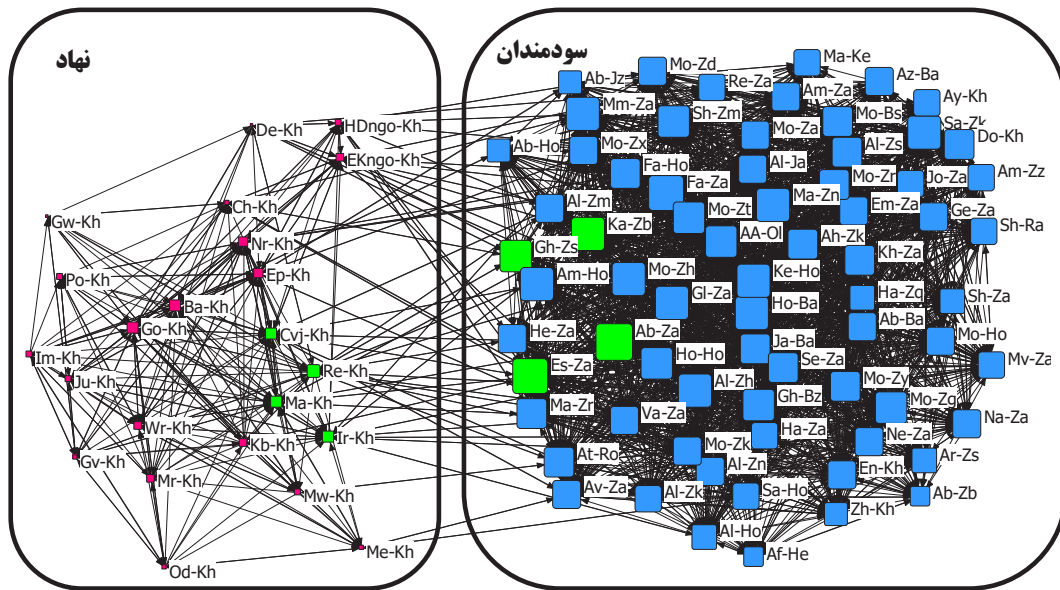 نهاد
HDngo-Kh
De-Kh
EKngo-Kh
Ch-Kh
Gw-Kh
Nr-Kh
Po-Kh
Ep-Kh
Ba-Kh
Go-Kh
Cvj-Kh
Im-Kh
Ju-Kh
Re-Kh
Ma-Kh
Wr-Kh
Kb-Kh
Ir-Kh
Gv-Kh
Mr-Kh
Mw-Kh
Me-Kh
Od-Kh
سودمندان
Ma-Ke
Mo-Zd
Ab-Jz
Re-Za
Az-Ba
Am-Za
Ay-Kh
Mm-Za
Sh-Zm
Mo-Bs
Sa-Zk
Mo-Za
Do-Kh
Mo-Zx
Ab-Ho
Al-Zs
Fa-Ho
Al-Ja
Mo-Zr
Jo-Za
Am-Zz
Fa-Za
Al-Zm
Ma-Zn
Em-Za
Ge-Za
Mo-Zt
Ka-Zb
Sh-Ra
AA-Ol
Ah-Zk
Gh-Zs
Kh-Za
Am-Ho
Mo-Zh
Ke-Ho
Gl-Za
Ha-Zq
Sh-Za
Ho-Ba
Ab-Ba
He-Za
Ab-Za
Mo-Ho
Ja-Ba
Ho-Ho
Se-Za
Mv-Za
Es-Za
Al-Zh
Mo-Zy
Gh-Bz
Mo-Zq
Ma-Zr
Va-Za
Na-Za
Ha-Za
Ne-Za
Mo-Zk
At-Ro
Ar-Zs
Al-Zn
En-Kh
Av-Za
Al-Zk
Sa-Ho
Ab-Zb
Zh-Kh
Al-Ho
Af-He